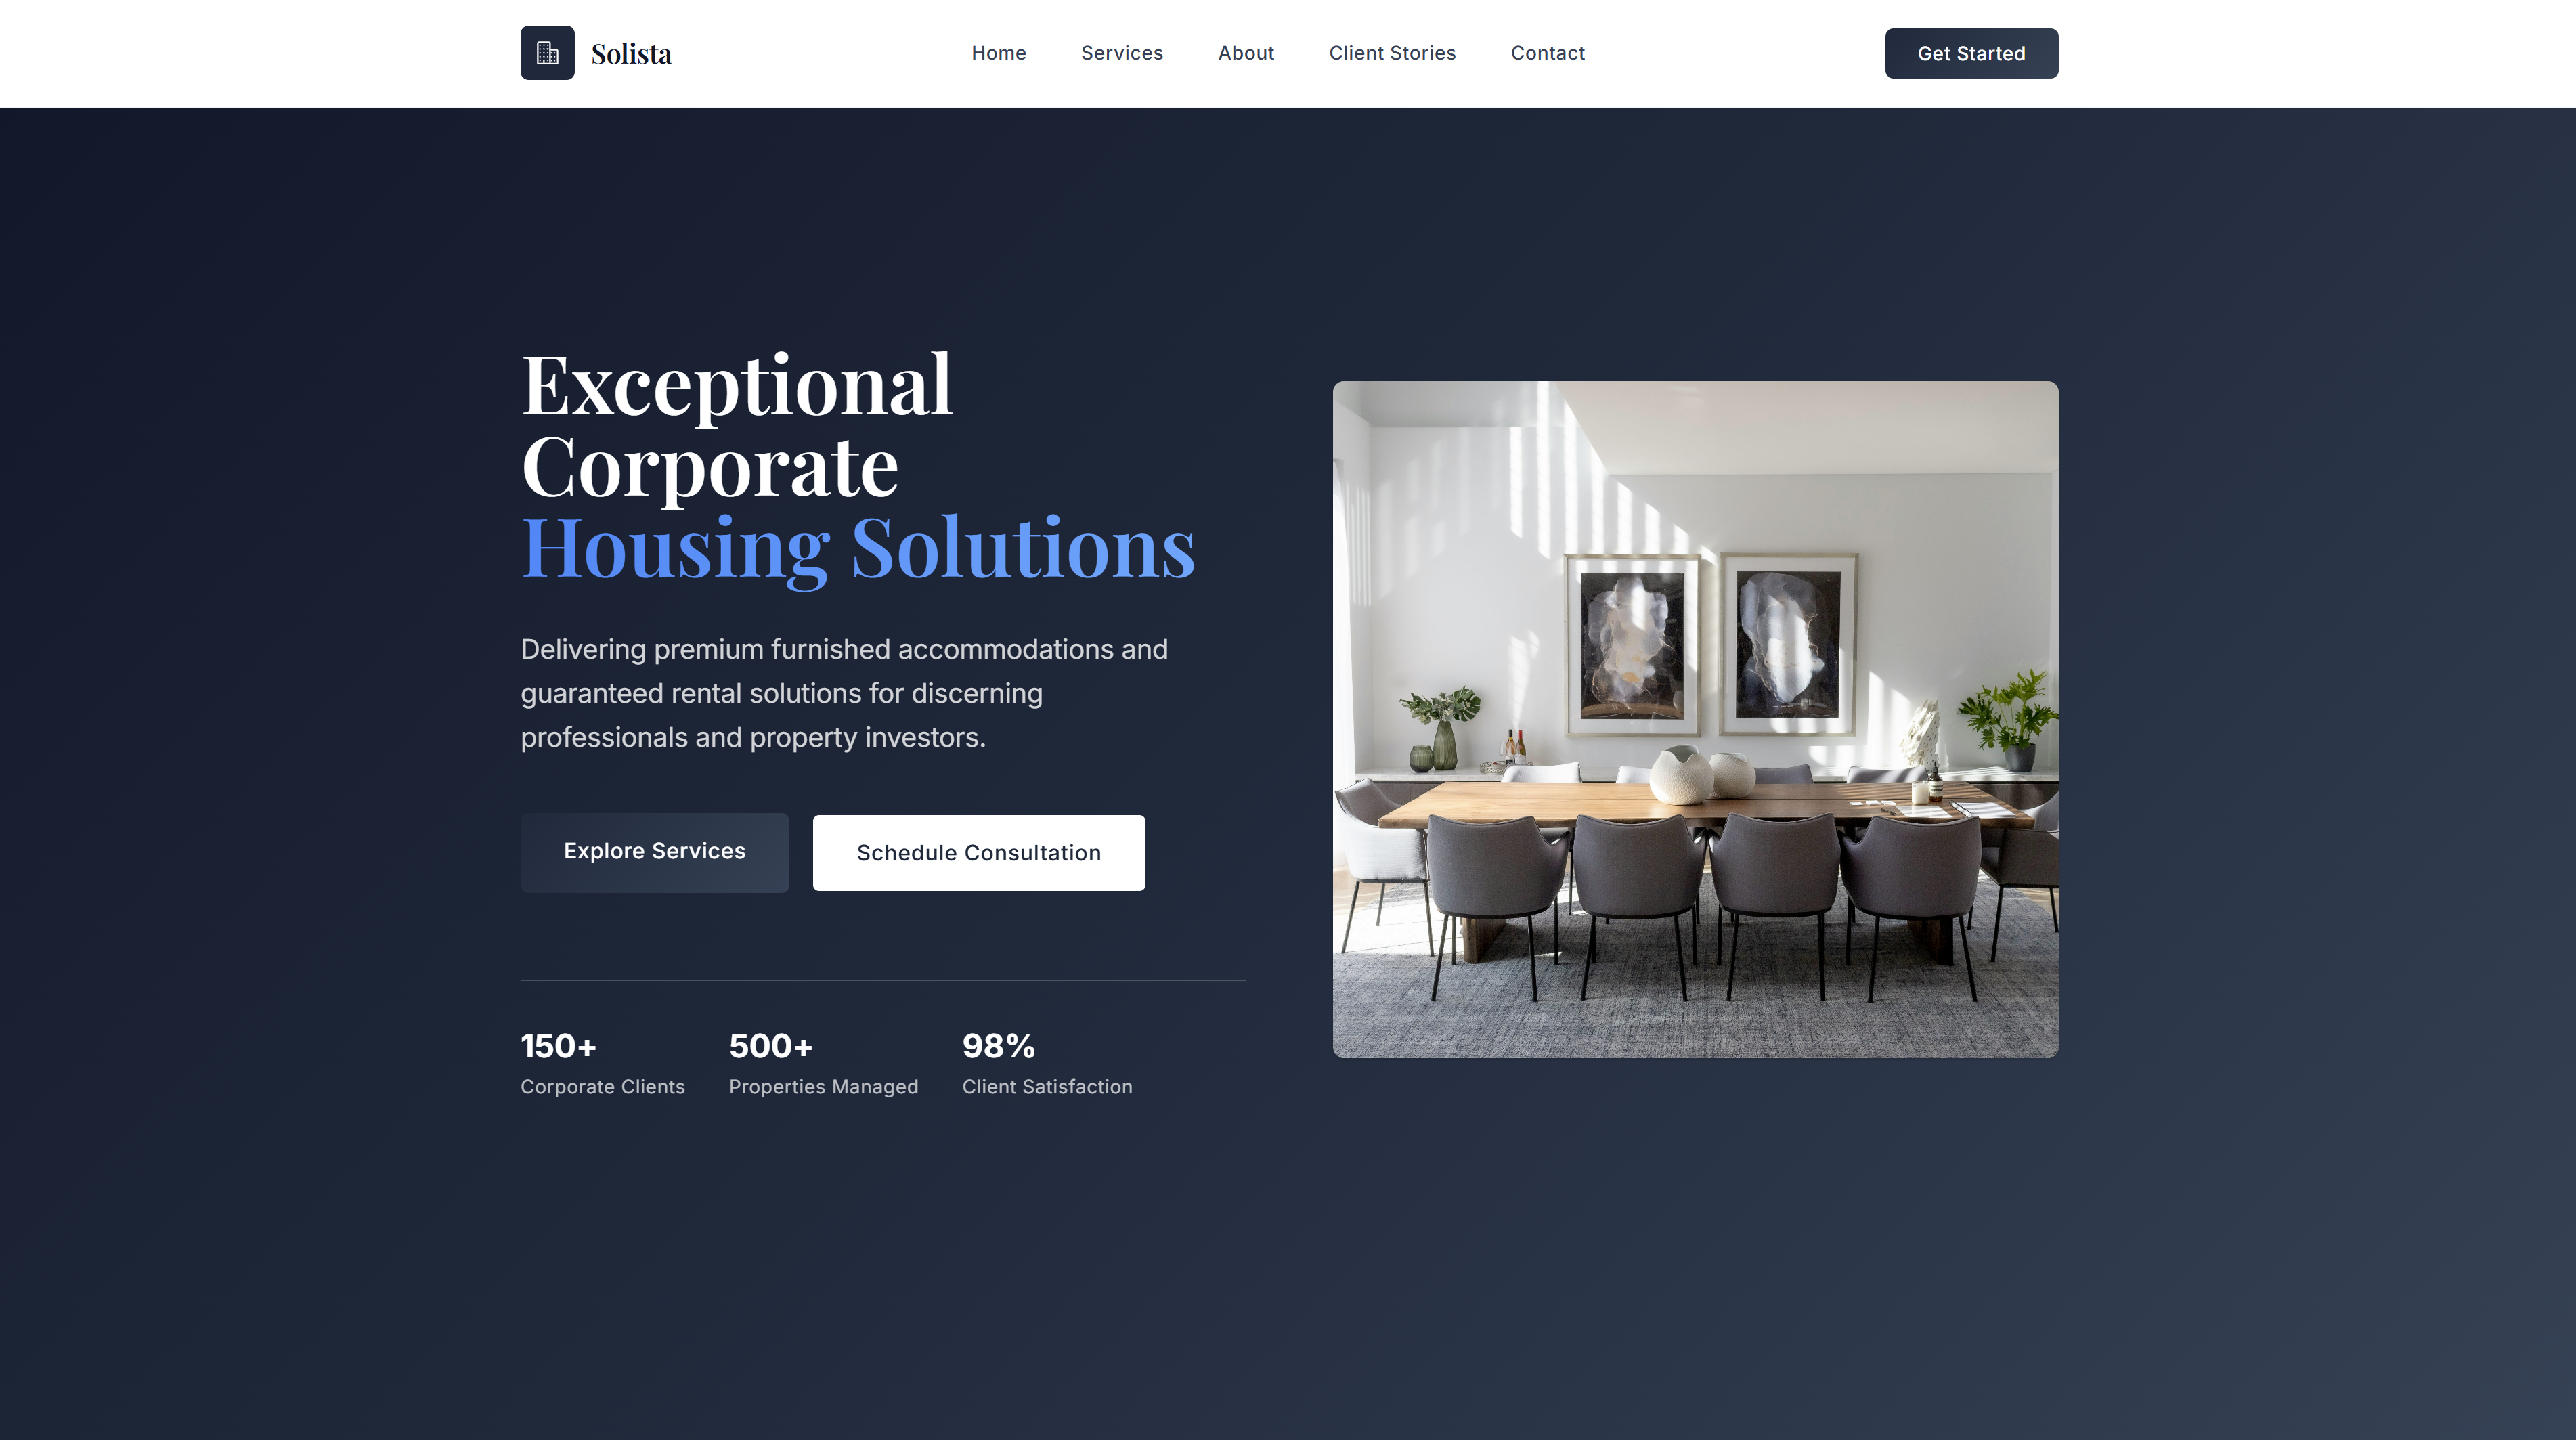 Solista
Home
Services
About
Client Stories
Contact
Get Started
Exceptional
Corporate
Housing Solutions
Delivering premium furnished accommodations and
guaranteed rental solutions for discerning
professionals and property investors.
Explore Services
Schedule Consultation
150+
Corporate Clients
500+
Properties Managed
98%
Client Satisfaction